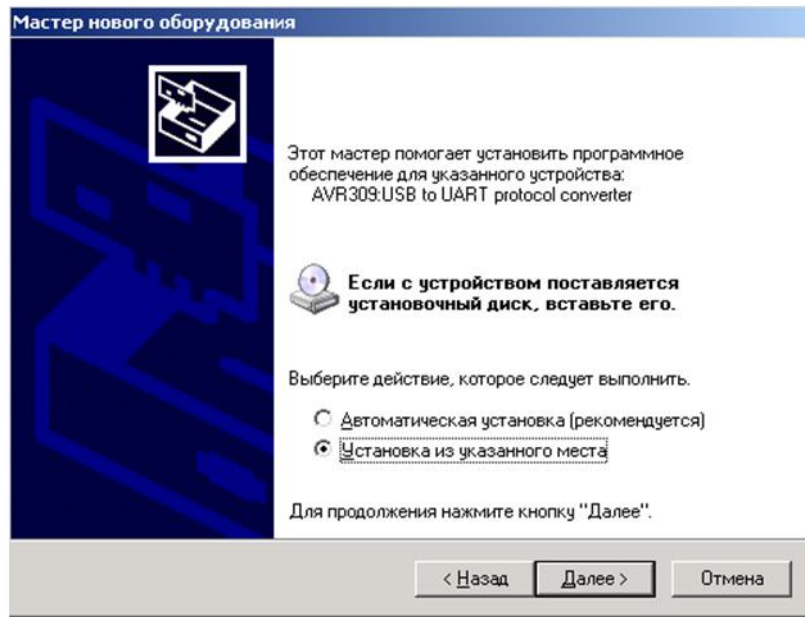 Мастер нового оборудования
Этот мастер помогает установить программное
обеспечение для указанного устройства:
AVR309:USB to UART protocol converter
Если с устройством поставляется
установочный диск, вставьте его.
Выберите действие, которое следует выполнить.
Автоматическая установка (рекомендуется)
Установка из указанного места
Для продолжения нажмите кнопку "Далее".
< Назад Далее > Отмена